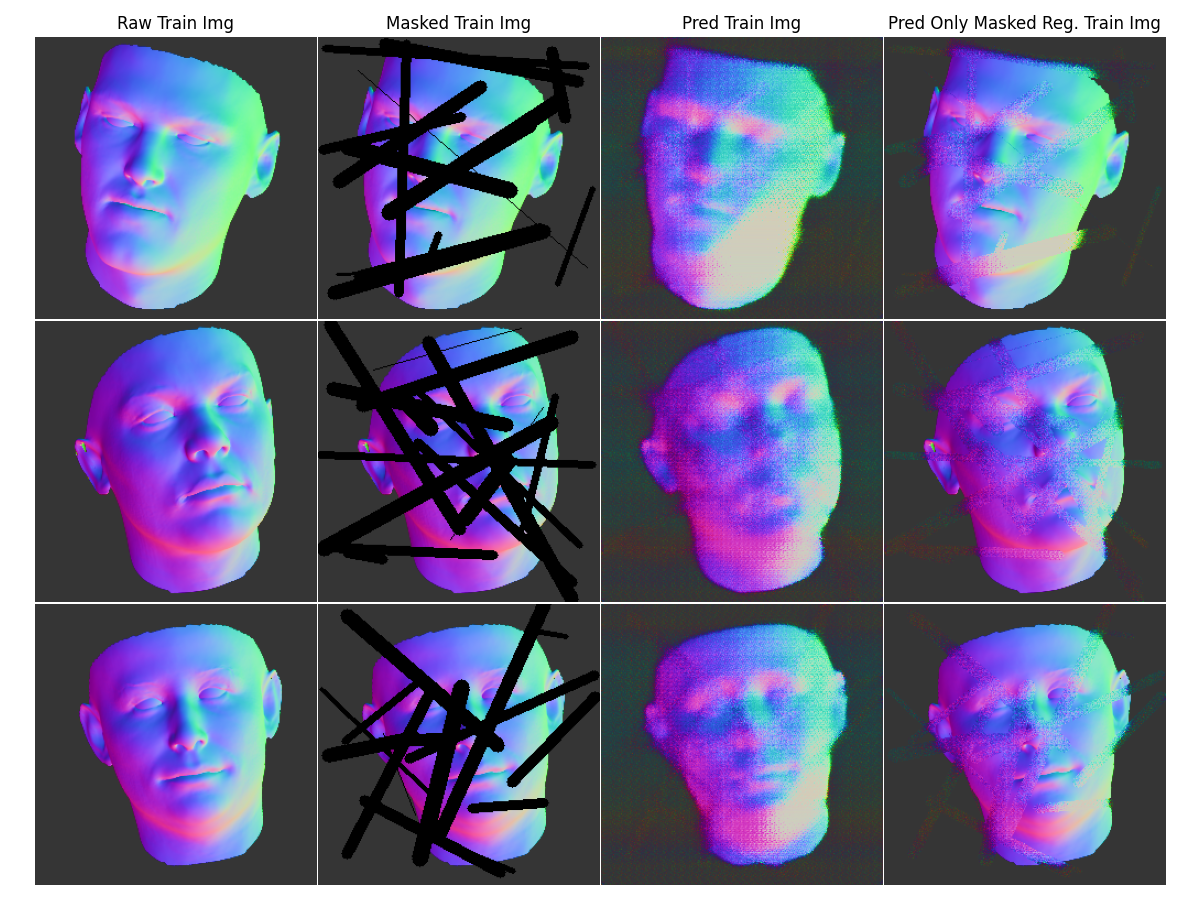 Raw Train Img
Masked Train Img
Pred Train Img
Pred Only Masked Reg. Train Img